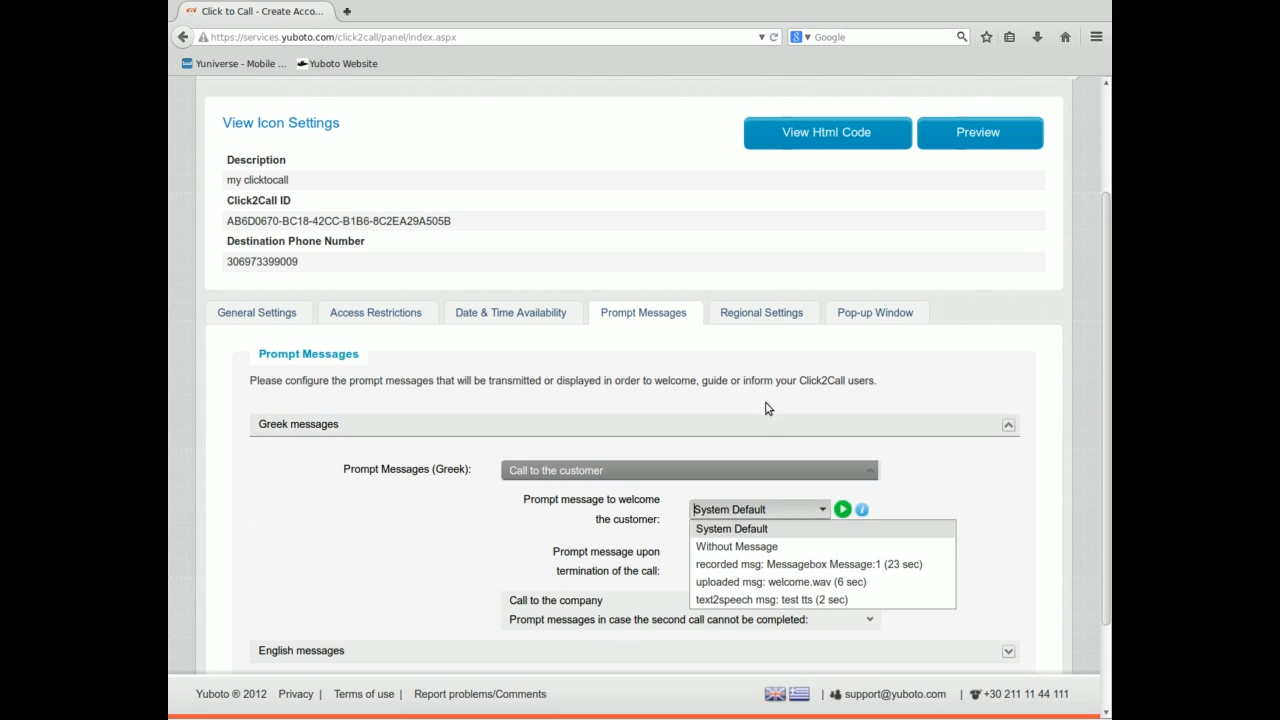 Click to Call - Create Acco...
https://services.yuboto.com/click2call/panel/index.aspx
Google
Yuniverse - Mobile ...
Yuboto Website
View Icon Settings
View Html Code
Preview
Description
my clicktocall
Click2Call ID
AB6D0670-BC18-42CC-B1B6-8C2EA29A505B
Destination Phone Number
306973399009
General Settings
Access Restrictions
Date & Time Availability
Prompt Messages
Regional Settings
Pop-up Window
Prompt Messages
Please configure the prompt messages that will be transmitted or displayed in order to welcome, guide or inform your Click2Call users.
Greek messages
Prompt Messages (Greek):
Call to the customer
Prompt message to welcome
the customer:
System Default
System Default
Without Message
recorded msg: Messagebox Message:1 (23 sec)
uploaded msg: welcome.wav (6 sec)
text2speech msg: test tts (2 sec)
Prompt message upon
termination of the call:
Call to the company
Prompt messages in case the second call cannot be completed:
English messages
Yuboto ® 2012 Privacy | Terms of use | Report problems/Comments
| support@yuboto.com | +30 211 11 44 111